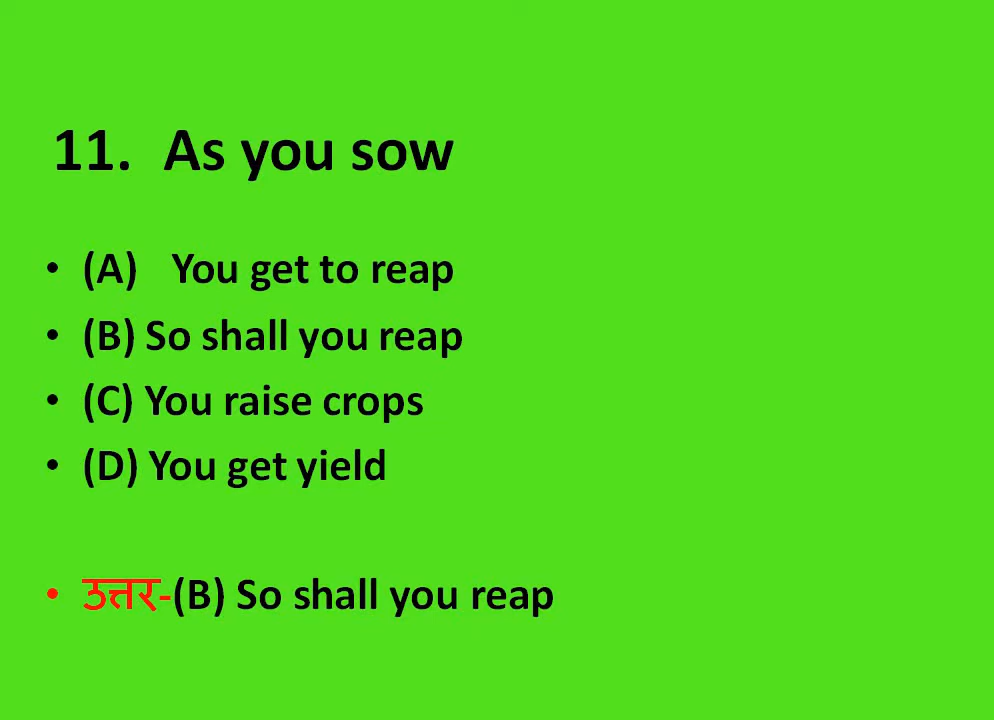 11. As you sow
• (A) You get to reap
• (B) So shall you reap
• (C) You raise crops
• (D) You get yield
• उत्तर-(B) So shall you reap